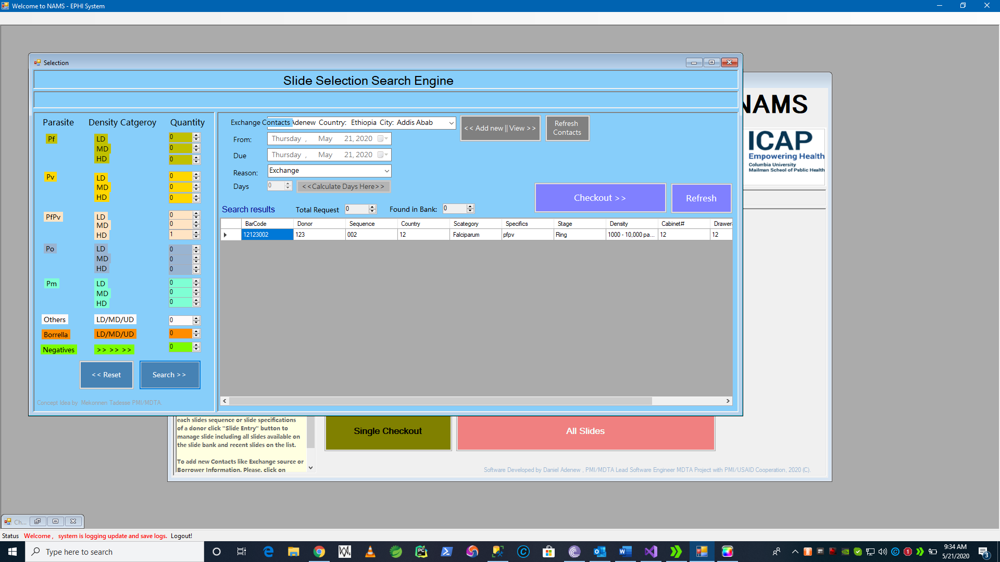 Welcome to NAMS - EPHI System
Selection
Slide Selection Search Engine
Parasite Density Catgeroy Quantity
Pf LD 0
MD 0
HD 0
Pv LD 0
MD 0
HD 0
PfPv LD 0
MD 0
HD 1
Po LD 0
MD 0
HD 0
Pm LD 0
MD 0
HD 0
Others LD/MD/UD 0
Borrella LD/MD/UD 0
Negatives >> >> >> 0
<< Reset Search >>
Concept Idea by Mekonnen Tadesse PMI/MDTA
Exchange Contacts Adenew Country: Ethiopia City: Addis Abab
<< Add new || View >>
Refresh
Contacts
From: Thursday , May 21, 2020
Due Thursday , May 21, 2020
Reason: Exchange
Days 0 <<Calculate Days Here>>
Checkout >> Refresh
Search results Total Request 0 Found in Bank: 0
BarCode Donor Sequence Country Scategory Specifics Stage Density Cabinet# Drawer
12123002 123 002 12 Falciparum pfpv Ring 1000 - 10,000 pa... 12 12
NAMS
ICAP
Empowering Health
Columbia University
Mailman School of Public Health
each slides sequence or slide specifications
of a donor click "Slide Entry" button to
manage slide including all slides available on
the slide bank and recent slides on the list.
To add new Contacts like Exchange source or
Borrower Information, Please, click on
Single Checkout All Slides
Software Developed by Daniel Adenew , PMI/MDTA Lead Software Engineer MDTA Project with PMI/USAID Cooperation, 2020 (C).
Ch...
Status Welcome , system is logging update and save logs. Logout!
Type here to search
9:34 AM
5/21/2020
3